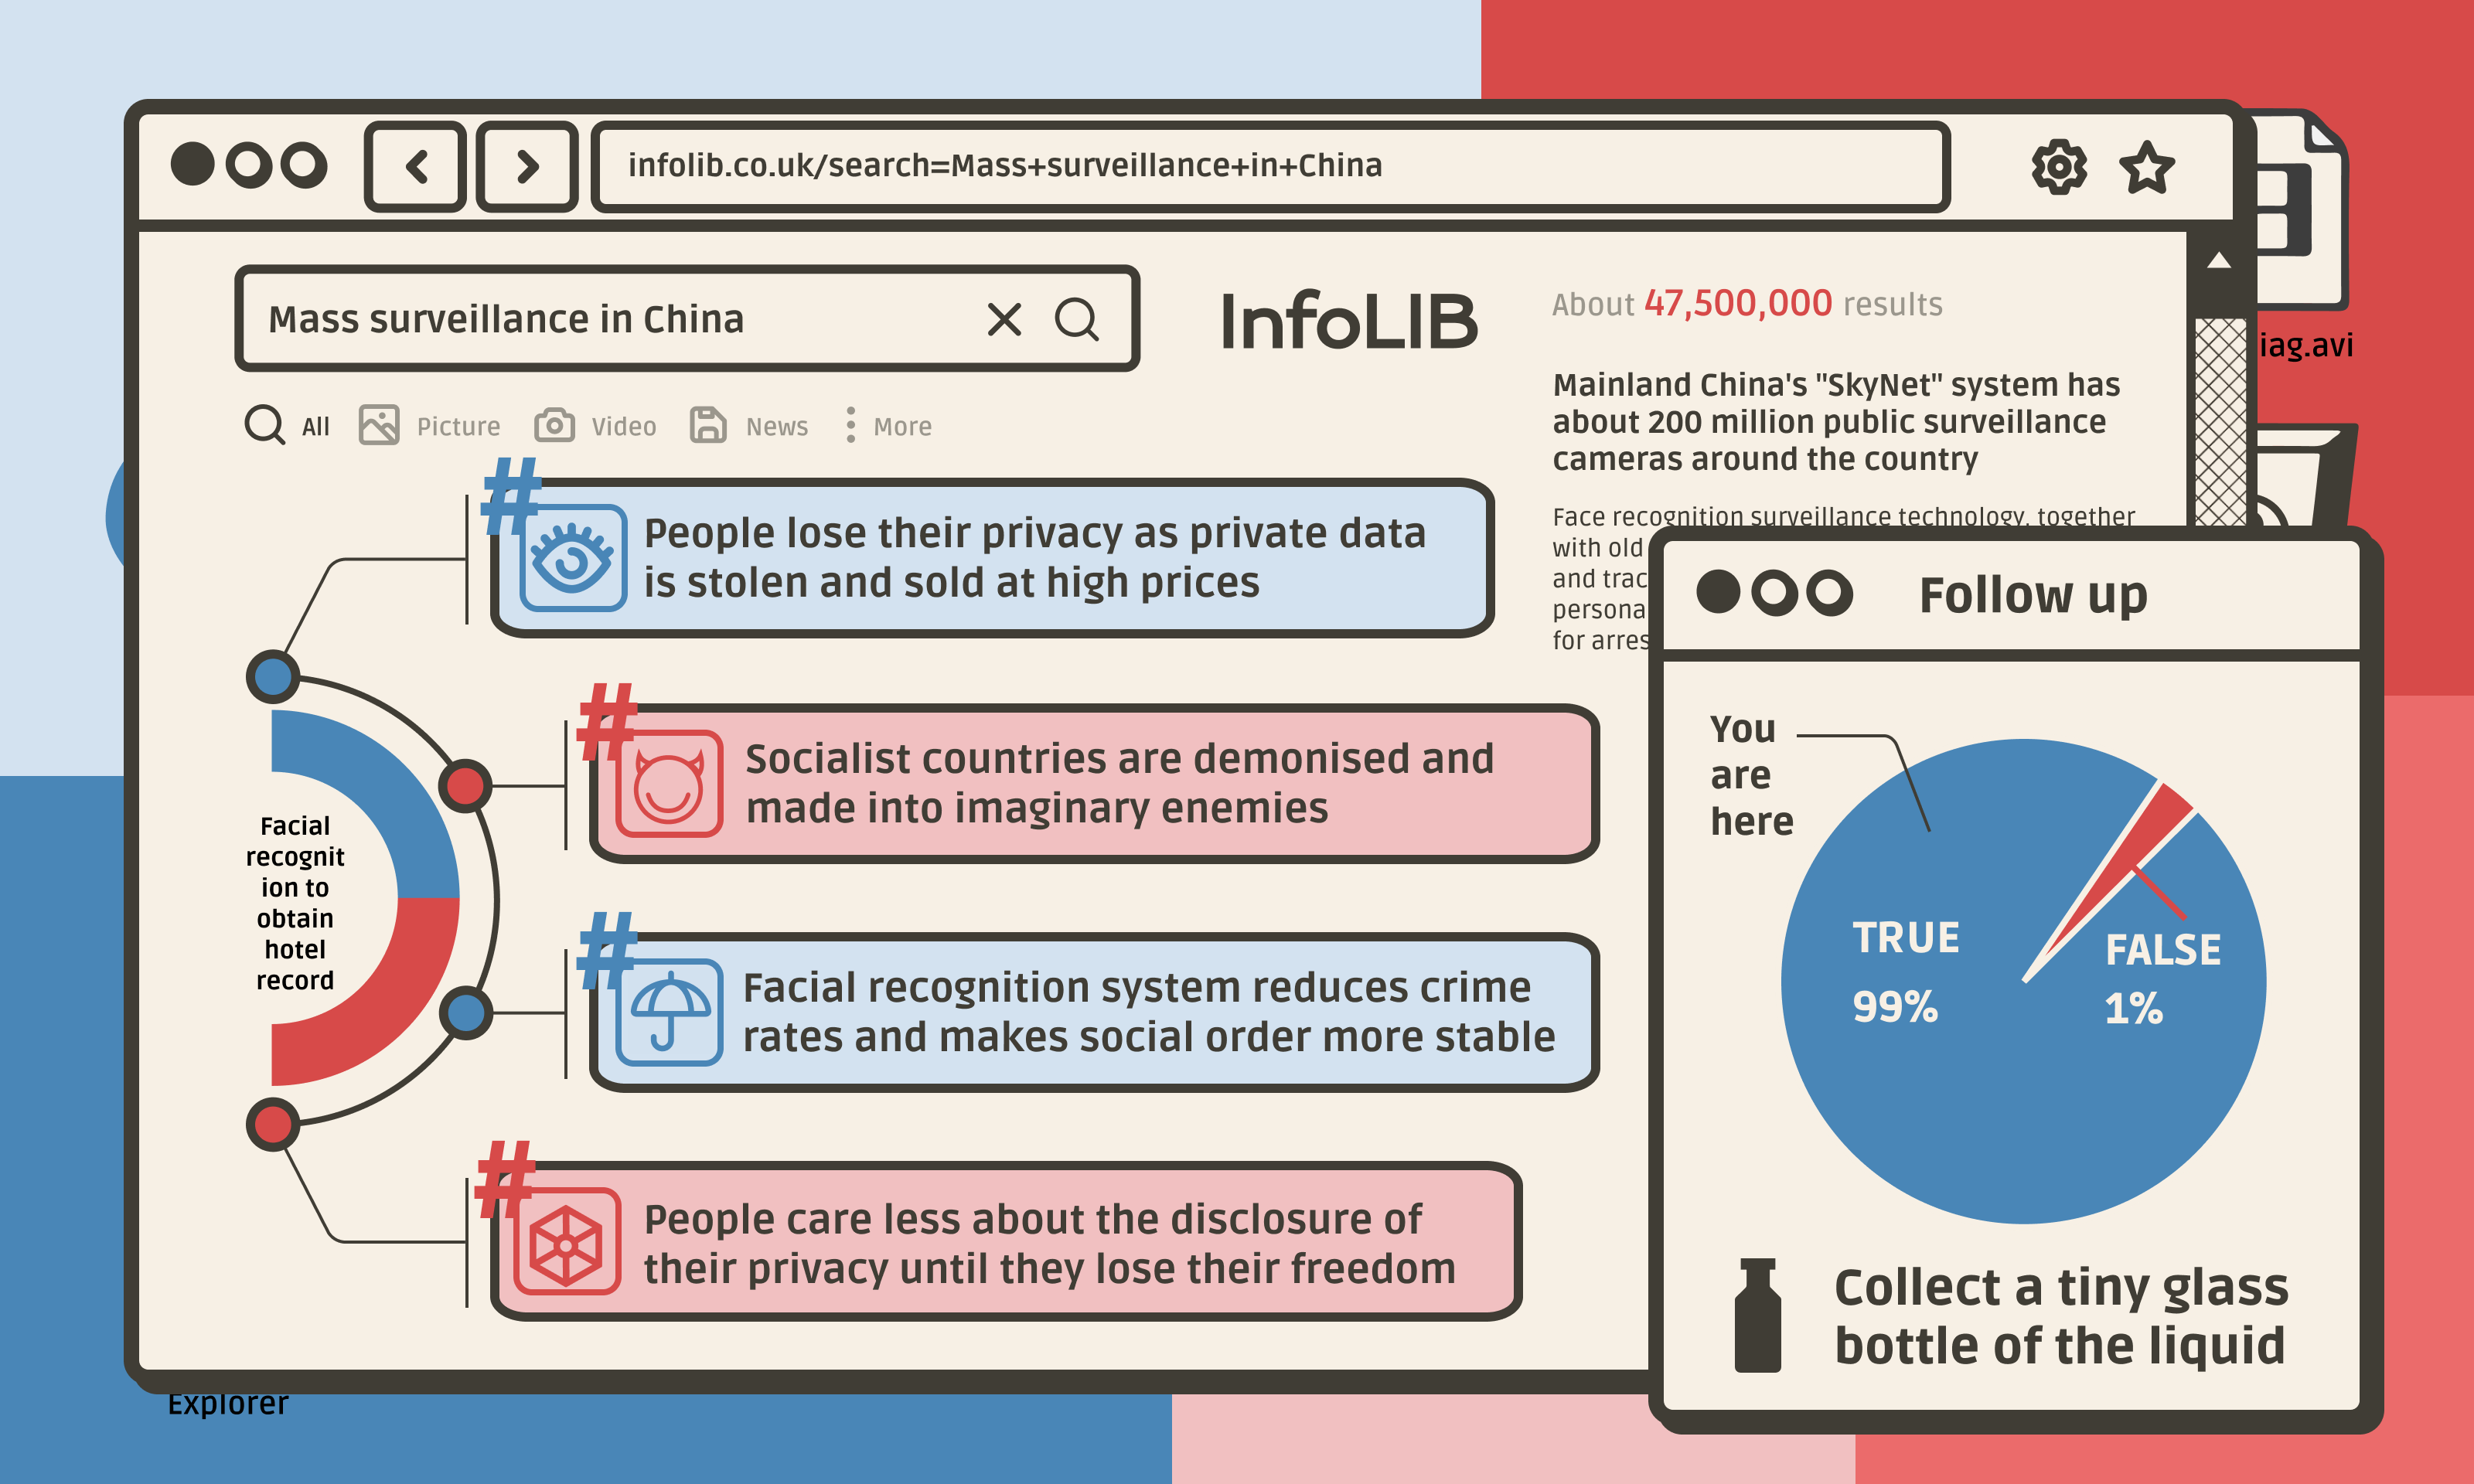 infolib.co.uk/search=Mass+surveillance+in+China
Mass surveillance in China
InfoLIB
About 47,500,000 results
All
Picture
Video
News
More
Mainland China's "SkyNet" system has
about 200 million public surveillance
cameras around the country
Face recognition surveillance technology, together
with old
and trac
persona
for arres
#
People lose their privacy as private data
is stolen and sold at high prices
#
Socialist countries are demonised and
made into imaginary enemies
#
Facial recognition system reduces crime
rates and makes social order more stable
#
People care less about the disclosure of
their privacy until they lose their freedom
Facial
recognit
ion to
obtain
hotel
record
Follow up
You
are
here
TRUE
99%
FALSE
1%
Collect a tiny glass
bottle of the liquid
iag.avi
Explorer